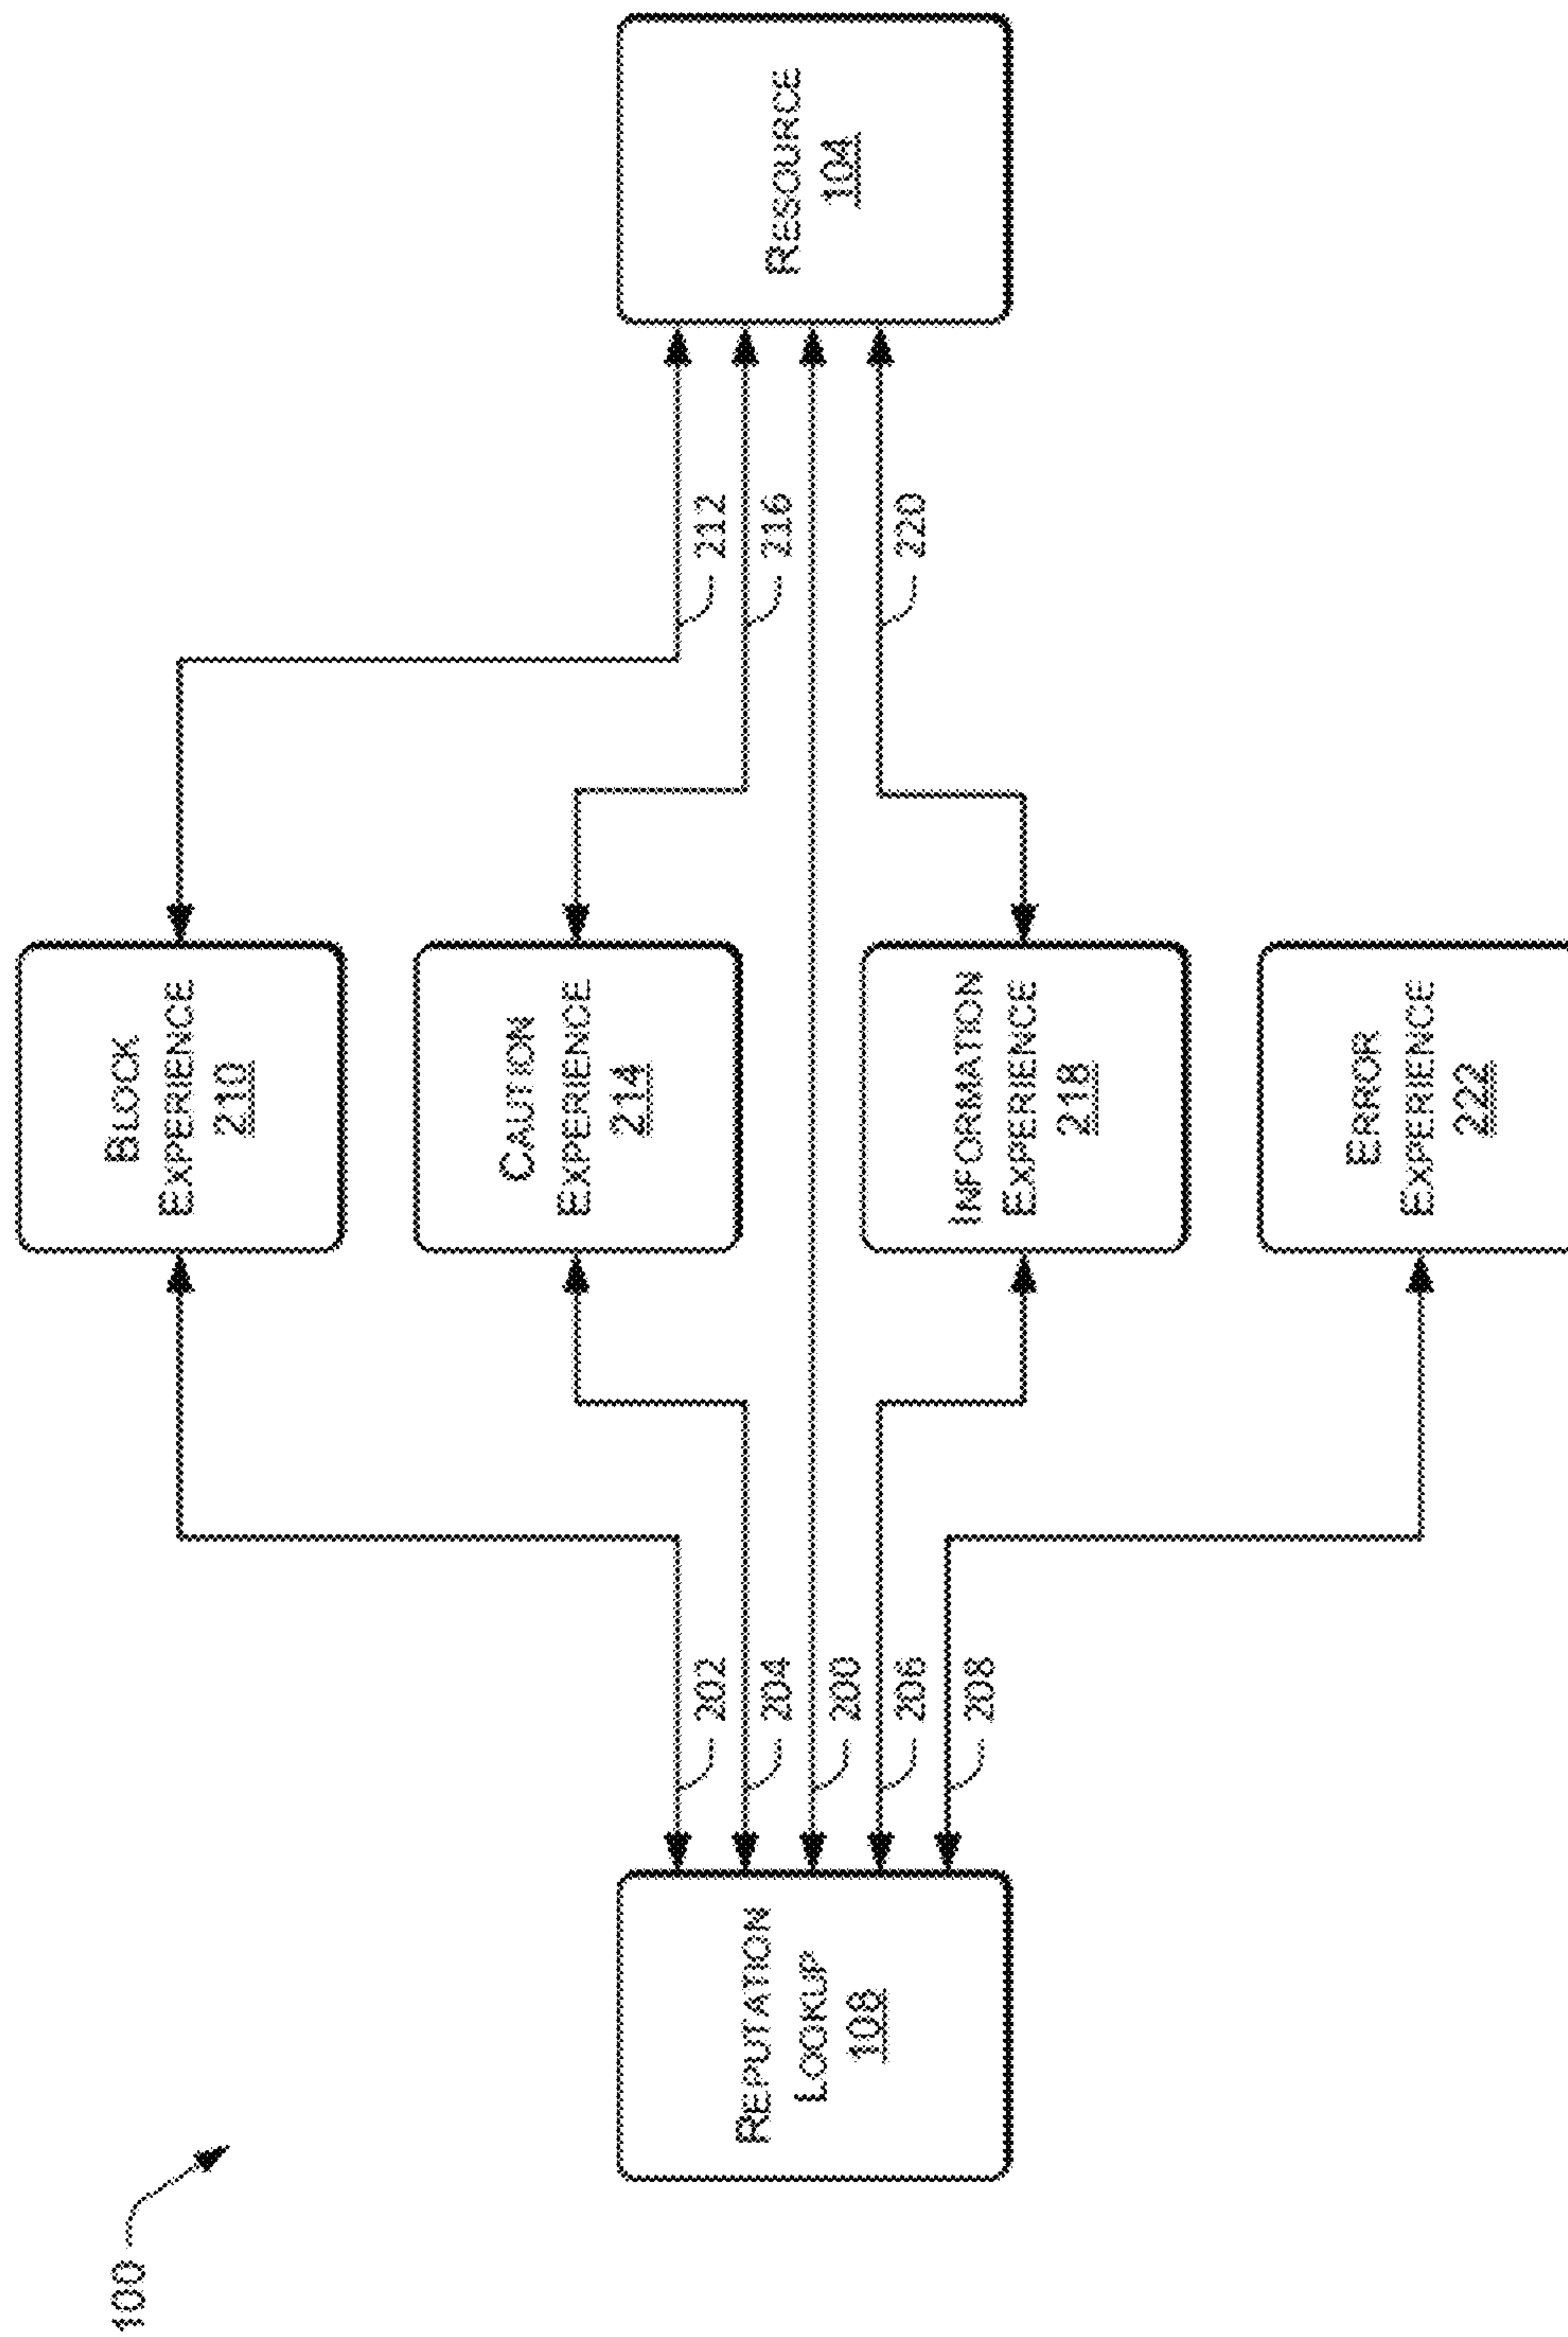 100
REPUTATION
LOOKUP
108
202
204
200
206
208
BLOCK
EXPERIENCE
210
CAUTION
EXPERIENCE
214
INFORMATION
EXPERIENCE
218
ERROR
EXPERIENCE
222
212
216
220
RESOURCE
104